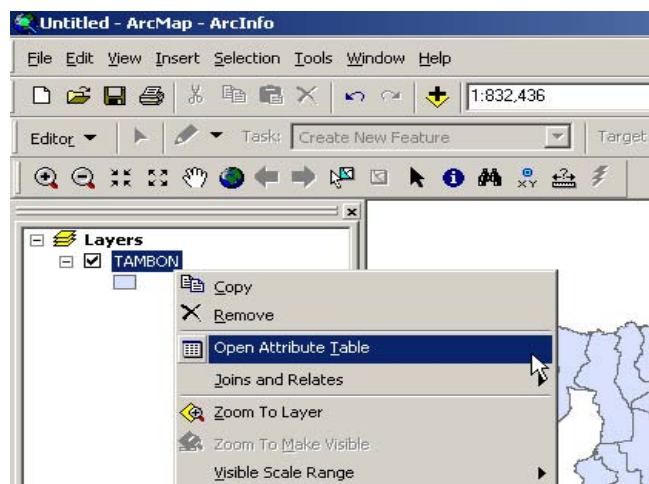 Untitled - ArcMap - ArcInfo
File Edit View Insert Selection Tools Window Help
1:832,436
Editor Task: Create New Feature Target
XY
Layers
TAMBON
Copy
Remove
Open Attribute Table
Joins and Relates
Zoom To Layer
Zoom To Make Visible
Visible Scale Range